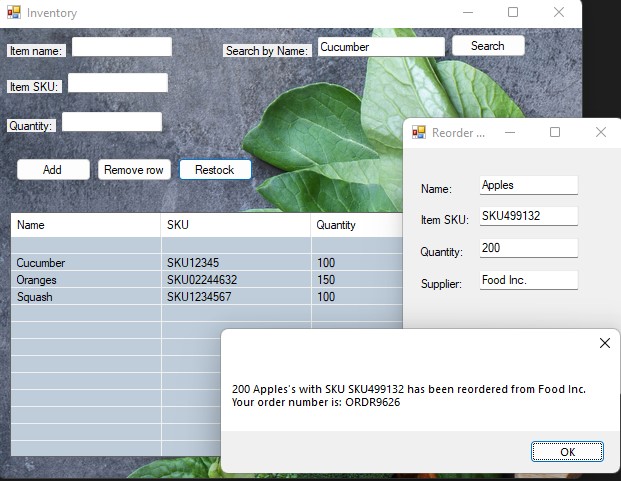 Inventory
Item name:
Search by Name: Cucumber Search
Item SKU:
Quantity:
Add Remove row Restock
Name SKU Quantity
Cucumber SKU12345 100
Oranges SKU02244632 150
Squash SKU1234567 100
Reorder ...
Name: Apples
Item SKU: SKU499132
Quantity: 200
Supplier: Food Inc.
200 Apples's with SKU SKU499132 has been reordered from Food Inc.
Your order number is: ORDR9626
OK